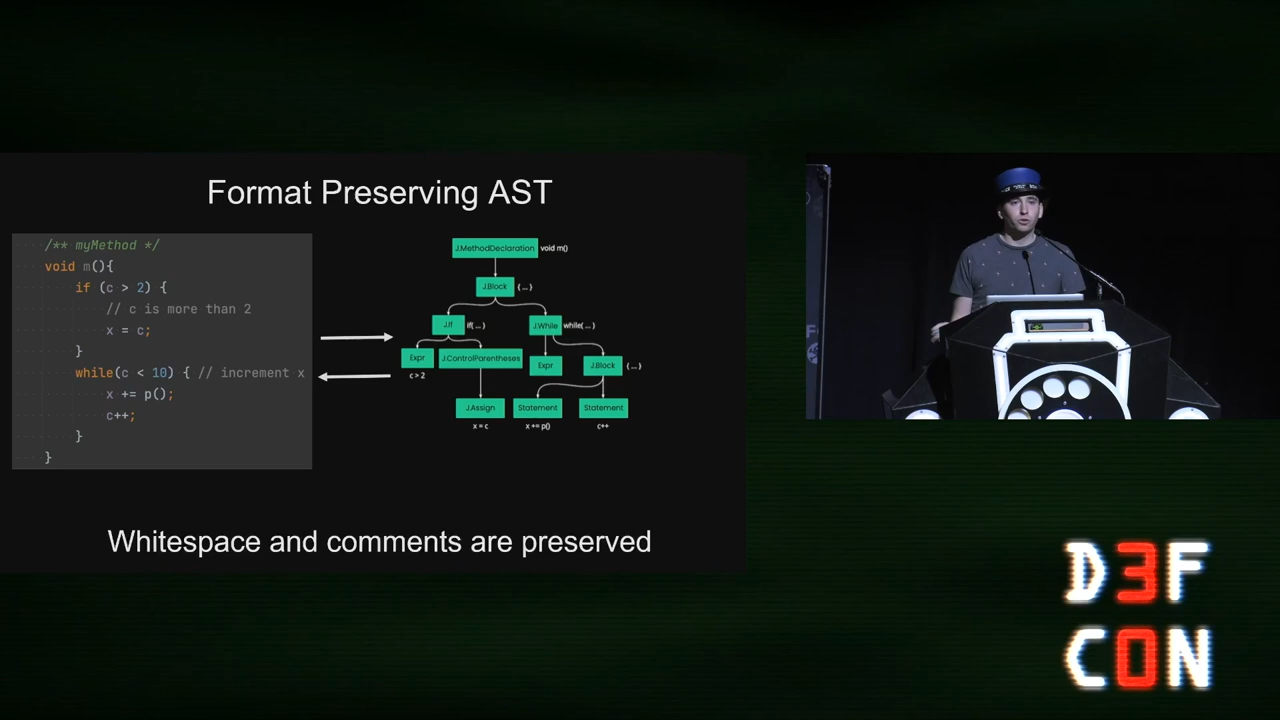 Format Preserving AST
/** myMethod */
void m(){
if (c > 2) {
// c is more than 2
x = c;
}
while(c < 10) { // increment x
x += p();
c++;
}
}
J.MethodDeclaration void m()
J.Block {...}
J.If if(...) J.While while(...)
Expr J.ControlParentheses Expr J.Block {...}
c > 2
J.Assign Statement Statement
x = c x += p() c++
Whitespace and comments are preserved
D3F
C0N